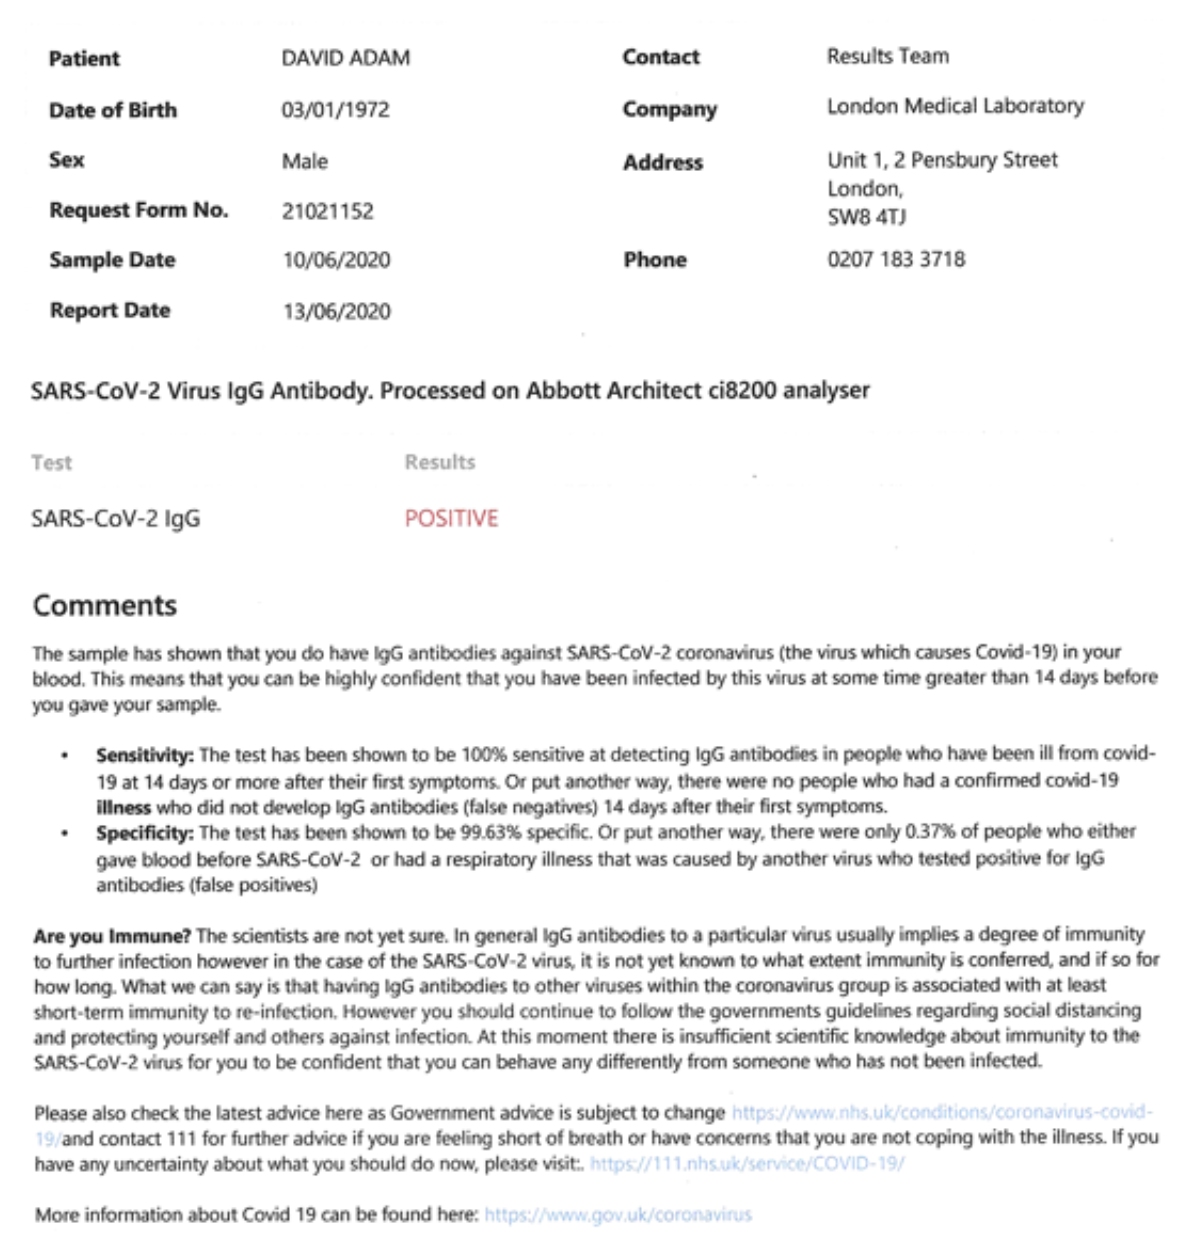 Patient DAVID ADAM Contact Results Team
Date of Birth 03/01/1972 Company London Medical Laboratory
Sex Male Address Unit 1, 2 Pensbury Street
London,
Request Form No. 21021152 SW8 4TJ
Sample Date 10/06/2020 Phone 0207 183 3718
Report Date 13/06/2020
SARS-CoV-2 Virus IgG Antibody. Processed on Abbott Architect ci8200 analyser
Test Results
SARS-CoV-2 IgG POSITIVE
Comments
The sample has shown that you do have IgG antibodies against SARS-CoV-2 coronavirus (the virus which causes Covid-19) in your
blood. This means that you can be highly confident that you have been infected by this virus at some time greater than 14 days before
you gave your sample.
• Sensitivity: The test has been shown to be 100% sensitive at detecting IgG antibodies in people who have been ill from covid-
19 at 14 days or more after their first symptoms. Or put another way, there were no people who had a confirmed covid-19
illness who did not develop IgG antibodies (false negatives) 14 days after their first symptoms.
• Specificity: The test has been shown to be 99.63% specific. Or put another way, there were only 0.37% of people who either
gave blood before SARS-CoV-2 or had a respiratory illness that was caused by another virus who tested positive for IgG
antibodies (false positives)
Are you Immune? The scientists are not yet sure. In general IgG antibodies to a particular virus usually implies a degree of immunity
to further infection however in the case of the SARS-CoV-2 virus, it is not yet known to what extent immunity is conferred, and if so for
how long. What we can say is that having IgG antibodies to other viruses within the coronavirus group is associated with at least
short-term immunity to re-infection. However you should continue to follow the governments guidelines regarding social distancing
and protecting yourself and others against infection. At this moment there is insufficient scientific knowledge about immunity to the
SARS-CoV-2 virus for you to be confident that you can behave any differently from someone who has not been infected.
Please also check the latest advice here as Government advice is subject to change https://www.nhs.uk/conditions/coronavirus-covid-
19/and contact 111 for further advice if you are feeling short of breath or have concerns that you are not coping with the illness. If you
have any uncertainty about what you should do now, please visit:. https://111.nhs.uk/service/COVID-19/
More information about Covid 19 can be found here: https://www.gov.uk/coronavirus